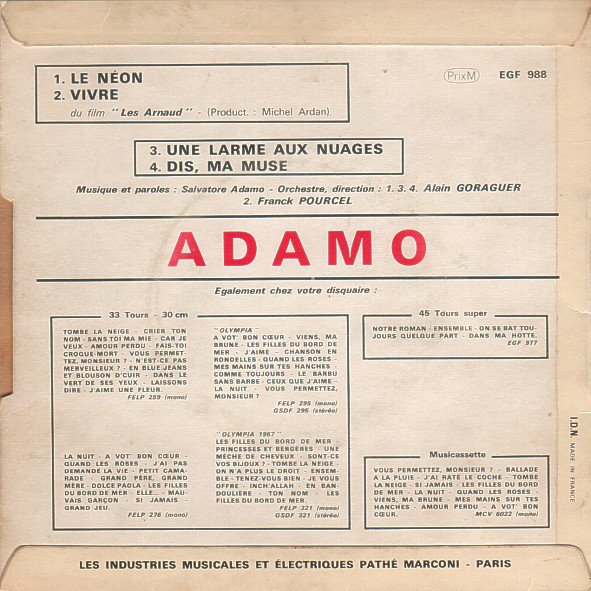 1. LE NÉON
2. VIVRE
du film "Les Arnaud" - (Product. : Michel Ardan)
PrixM
EGF 988
3. UNE LARME AUX NUAGES
4. DIS, MA MUSE
Musique et paroles : Salvatore Adamo - Orchestre, direction : 1. 3. 4. Alain GORAGUER
2. Franck POURCEL
ADAMO
Egalement chez votre disquaire :
33 Tours - 30 cm
TOMBE LA NEIGE - CRIER TON
NOM - SANS TOI MA MIE - CAR JE
VEUX - AMOUR PERDU - FAIS-TOI
CROQUE-MORT - VOUS PERMET-
TEZ, MONSIEUR ? - N'EST-CE PAS
MERVEILLEUX ? - EN BLUE JEANS
ET BLOUSON D'CUIR - DANS LE
VERT DE SES YEUX - LAISSONS
DIRE - J'AIME UNE FLEUR.
FELP 289 (mono)
"OLYMPIA"
A VOT' BON CŒUR - VIENS, MA
BRUNE - LES FILLES DU BORD DE
MER - J'AIME - CHANSON EN
RONDELLES - QUAND LES ROSES -
MES MAINS SUR TES HANCHES -
COMME TOUJOURS - LE BARBU
SANS BARBE - CEUX QUE J'AIME -
LA NUIT - VOUS PERMETTEZ,
MONSIEUR ?
FELP 295 (mono)
GSDF 295 (stéréo)
LA NUIT - A VOT' BON CŒUR -
QUAND LES ROSES - J'AI PAS
DEMANDÉ LA VIE - PETIT CAMA-
RADE - GRAND PÈRE, GRAND
MÈRE - DOLCE PAOLA - LES FILLES
DU BORD DE MER - ELLE... - MAU-
VAIS GARÇON - SI JAMAIS -
GRAND JEU.
FELP 276 (mono)
"OLYMPIA 1967"
LES FILLES DU BORD DE MER -
PRINCESSES ET BERGÈRES - UNE
MÈCHE DE CHEVEUX - SONT-CE
VOS BIJOUX ? - TOMBE LA NEIGE -
ON N'A PLUS LE DROIT - ENSEM-
BLE - TENEZ-VOUS BIEN - JE VOUS
OFFRE - INCH'ALLAH - EN BAN-
DOULIÈRE - TON NOM - LES
FILLES DU BORD DE MER.
FELP 321 (mono)
GSDF 321 (stéréo)
45 Tours super
NOTRE ROMAN - ENSEMBLE - ON SE BAT TOU-
JOURS QUELQUE PART - DANS MA HOTTE.
EGF 977
Musicassette
VOUS PERMETTEZ, MONSIEUR ? - BALLADE
A LA PLUIE - J'AI RATÉ LE COCHE - TOMBE
LA NEIGE - SI JAMAIS - LES FILLES DU BORD
DE MER - LA NUIT - QUAND LES ROSES -
VIENS, MA BRUNE - MES MAINS SUR TES
HANCHES - AMOUR PERDU - A VOT' BON
CŒUR.
MCV 6022 (mono)
I.D.N. MADE IN FRANCE
LES INDUSTRIES MUSICALES ET ÉLECTRIQUES PATHÉ MARCONI - PARIS